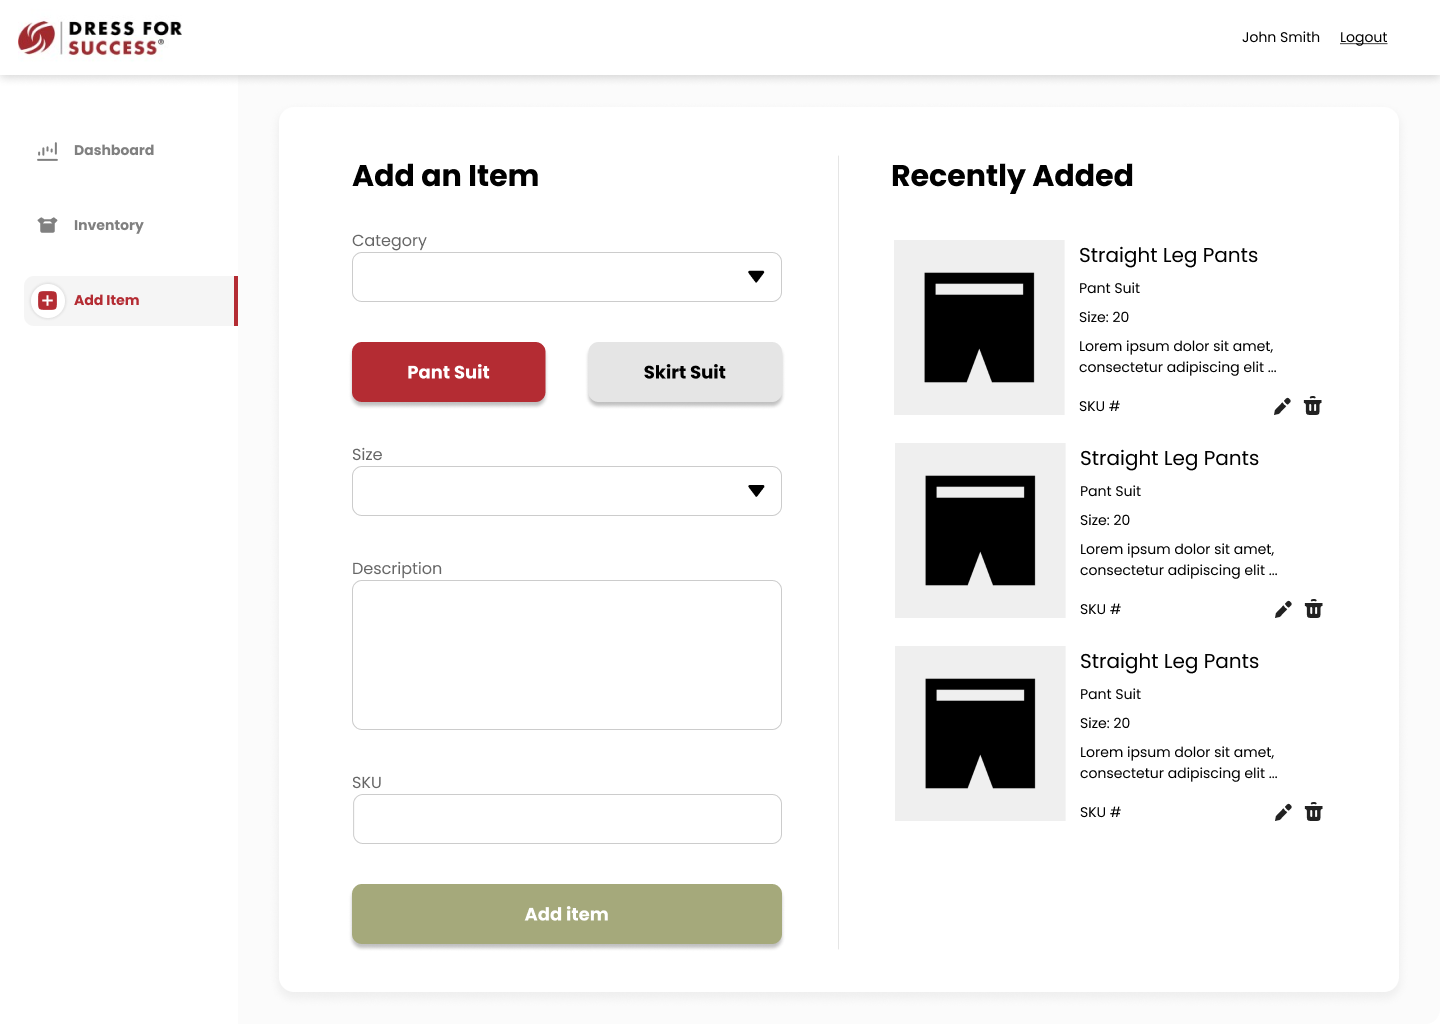 DRESS FOR
SUCCESS®
John Smith
Logout
Dashboard
Inventory
Add Item
Add an Item
Category
Pant Suit
Skirt Suit
Size
Description
SKU
Add item
Recently Added
Straight Leg Pants
Pant Suit
Size: 20
Lorem ipsum dolor sit amet,
consectetur adipiscing elit ...
SKU #
Straight Leg Pants
Pant Suit
Size: 20
Lorem ipsum dolor sit amet,
consectetur adipiscing elit ...
SKU #
Straight Leg Pants
Pant Suit
Size: 20
Lorem ipsum dolor sit amet,
consectetur adipiscing elit ...
SKU #